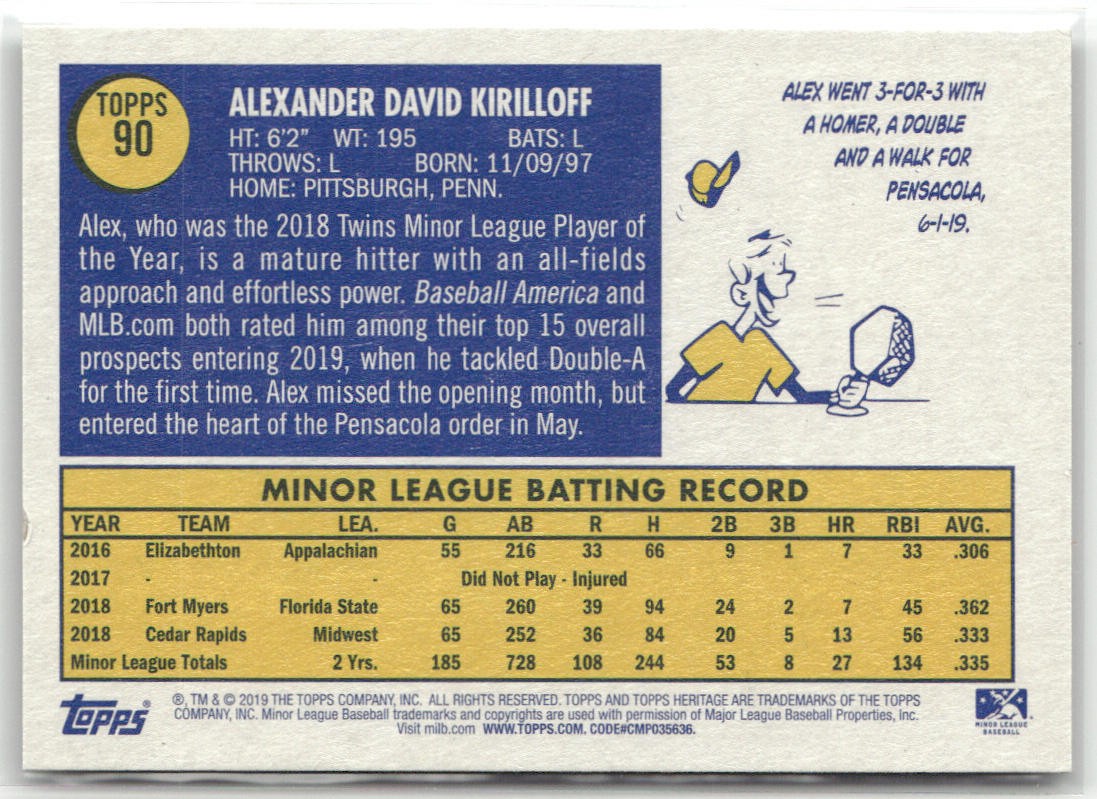 TOPPS
90
ALEXANDER DAVID KIRILLOFF
HT: 6'2" WT: 195 BATS: L
THROWS: L BORN: 11/09/97
HOME: PITTSBURGH, PENN.
Alex, who was the 2018 Twins Minor League Player of
the Year, is a mature hitter with an all-fields
approach and effortless power. Baseball America and
MLB.com both rated him among their top 15 overall
prospects entering 2019, when he tackled Double-A
for the first time. Alex missed the opening month, but
entered the heart of the Pensacola order in May.
ALEX WENT 3-FOR-3 WITH
A HOMER, A DOUBLE
AND A WALK FOR
PENSACOLA,
6-1-19.
MINOR LEAGUE BATTING RECORD
YEAR TEAM LEA. G AB R H 2B 3B HR RBI AVG.
2016 Elizabethton Appalachian 55 216 33 66 9 1 7 33 .306
2017 - - Did Not Play - Injured
2018 Fort Myers Florida State 65 260 39 94 24 2 7 45 .362
2018 Cedar Rapids Midwest 65 252 36 84 20 5 13 56 .333
Minor League Totals 2 Yrs. 185 728 108 244 53 8 27 134 .335
topps®
®, TM & © 2019 THE TOPPS COMPANY, INC. ALL RIGHTS RESERVED. TOPPS AND TOPPS HERITAGE ARE TRADEMARKS OF THE TOPPS
COMPANY, INC. Minor League Baseball trademarks and copyrights are used with permission of Major League Baseball Properties, Inc.
Visit milb.com WWW.TOPPS.COM. CODE#CMP035636.
MINOR LEAGUE
BASEBALL